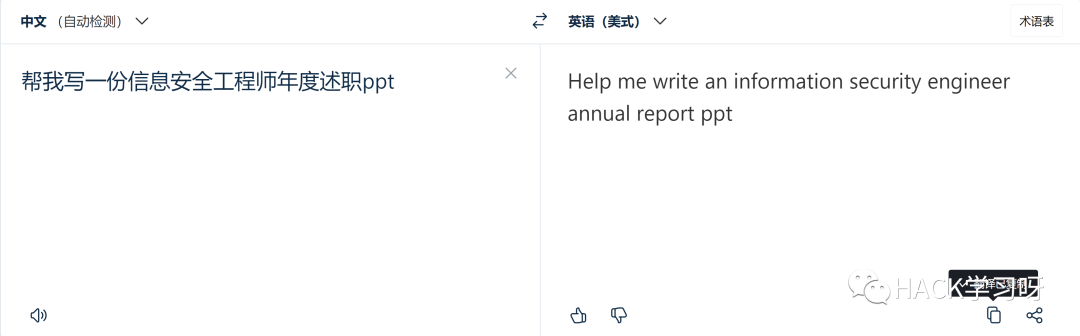 中文 (自动检测)
英语 (美式)
术语表
帮我写一份信息安全工程师年度述职ppt
Help me write an information security engineer
annual report ppt
HACK学习呀